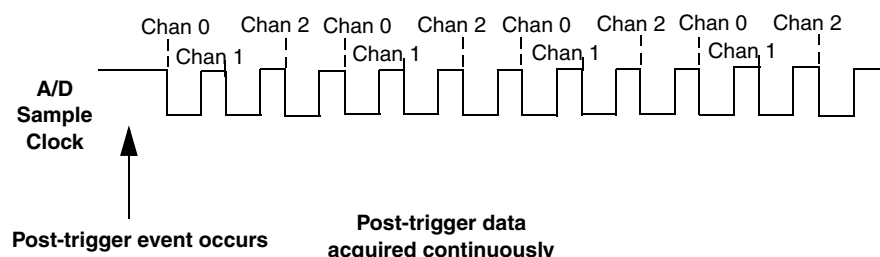 Chan 0 Chan 2 Chan 0 Chan 2 Chan 0 Chan 2 Chan 0 Chan 2
Chan 1 Chan 1 Chan 1 Chan 1
A/D
Sample
Clock
Post-trigger event occurs
Post-trigger data
acquired continuously